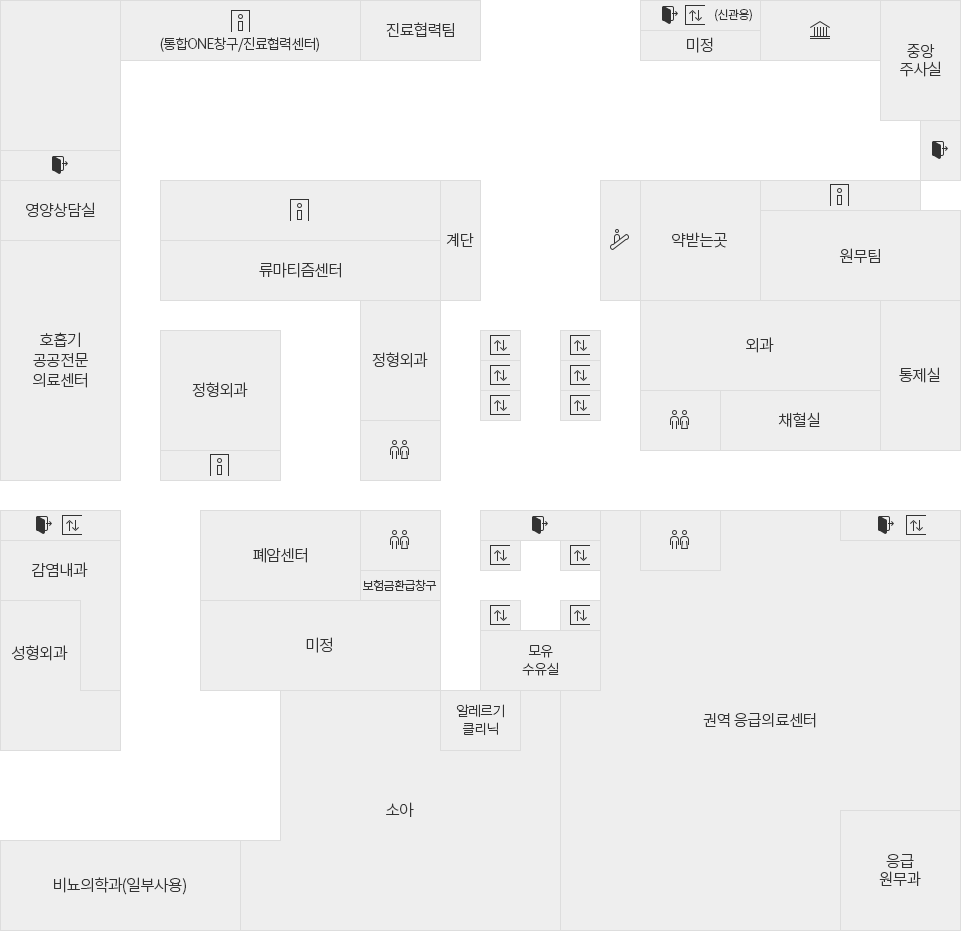 (통합ONE창구/진료협력센터)
진료협력팀
(신관용)
미정
중앙
주사실
영양상담실
류마티즘센터
계단
약받는곳
원무팀
호흡기
공공전문
의료센터
정형외과
정형외과
외과
통제실
채혈실
감염내과
폐암센터
보험금환급창구
성형외과
미정
모유
수유실
알레르기
클리닉
권역 응급의료센터
소아
비뇨의학과(일부사용)
응급
원무과